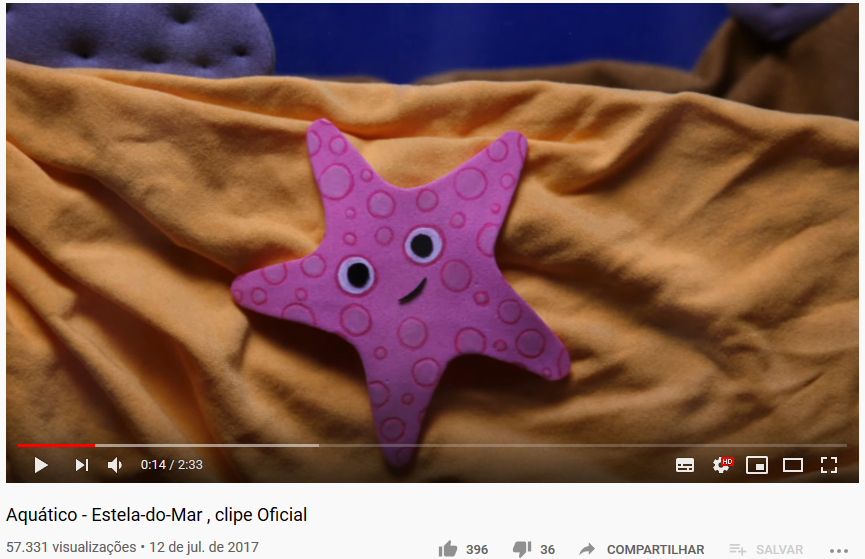 0:14 / 2:33
HD
Aquático - Estela-do-Mar , clipe Oficial
57.331 visualizações • 12 de jul. de 2017 396 36 COMPARTILHAR SALVAR